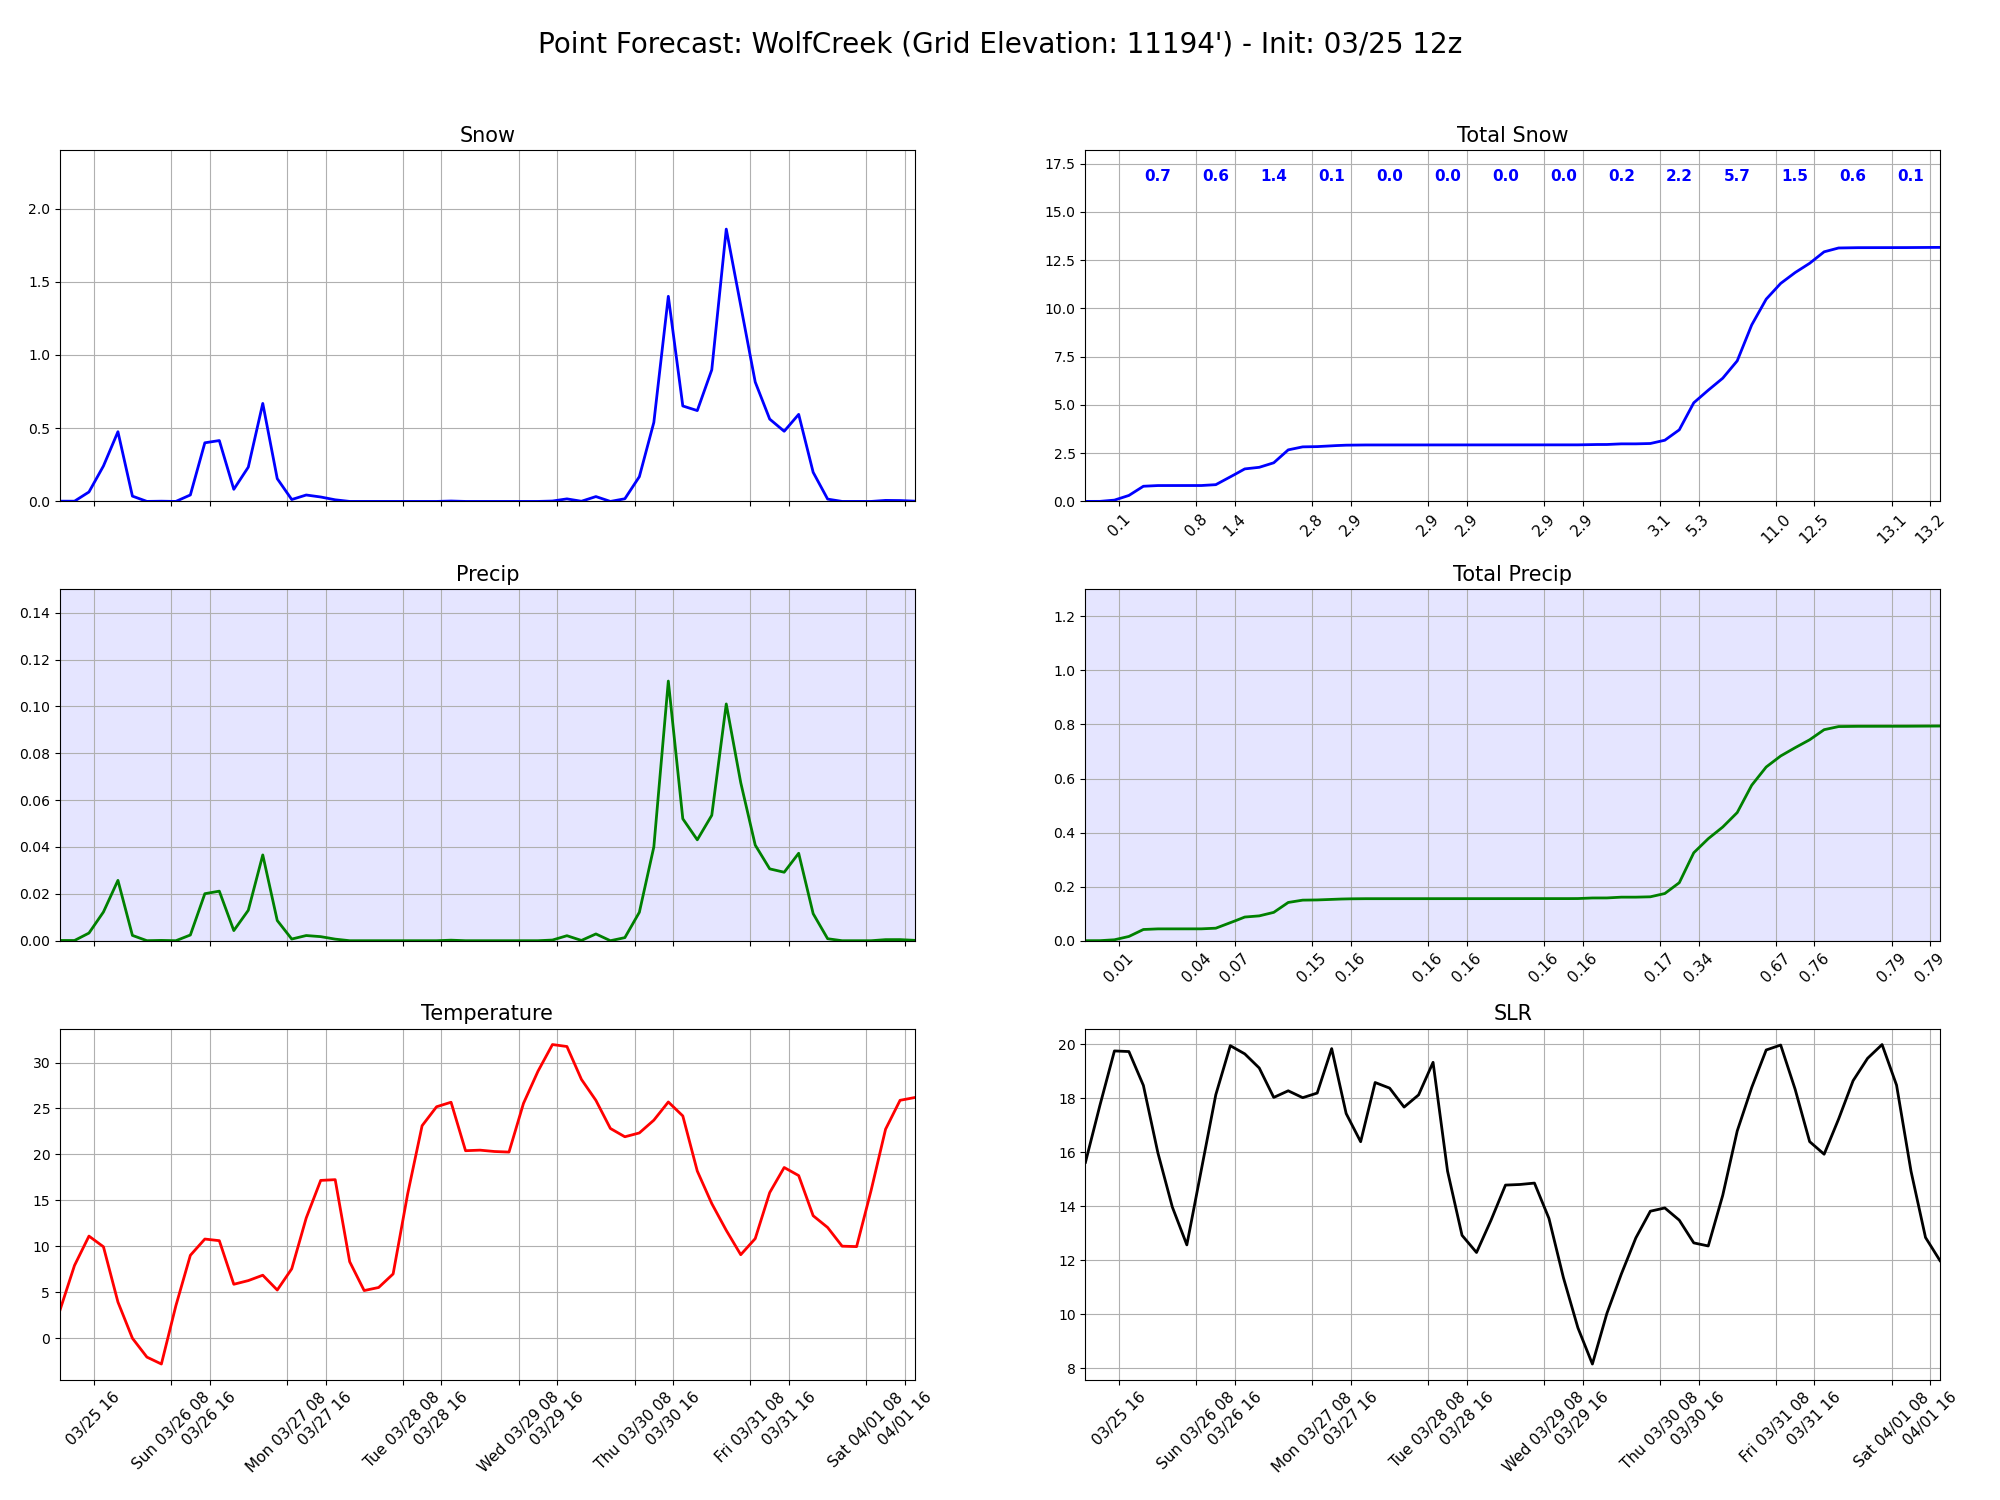 Point Forecast: WolfCreek (Grid Elevation: 11194') - Init: 03/25 12z
Snow
2.0
1.5
1.0
0.5
0.0
Total Snow
17.5
15.0
12.5
10.0
7.5
5.0
2.5
0.0
0.7 0.6 1.4 0.1 0.0 0.0 0.0 0.0 0.2 2.2 5.7 1.5 0.6 0.1
0.1 0.8 1.4 2.8 2.9 2.9 2.9 2.9 2.9 3.1 5.3 11.0 12.5 13.1 13.2
Precip
0.14
0.12
0.10
0.08
0.06
0.04
0.02
0.00
Total Precip
1.2
1.0
0.8
0.6
0.4
0.2
0.0
0.01 0.04 0.07 0.15 0.16 0.16 0.16 0.16 0.16 0.17 0.34 0.67 0.76 0.79 0.79
Temperature
30
25
20
15
10
5
0
03/25 16
Sun 03/26 08
03/26 16
Mon 03/27 08
03/27 16
Tue 03/28 08
03/28 16
Wed 03/29 08
03/29 16
Thu 03/30 08
03/30 16
Fri 03/31 08
03/31 16
Sat 04/01 08
04/01 16
SLR
20
18
16
14
12
10
8
03/25 16
Sun 03/26 08
03/26 16
Mon 03/27 08
03/27 16
Tue 03/28 08
03/28 16
Wed 03/29 08
03/29 16
Thu 03/30 08
03/30 16
Fri 03/31 08
03/31 16
Sat 04/01 08
04/01 16